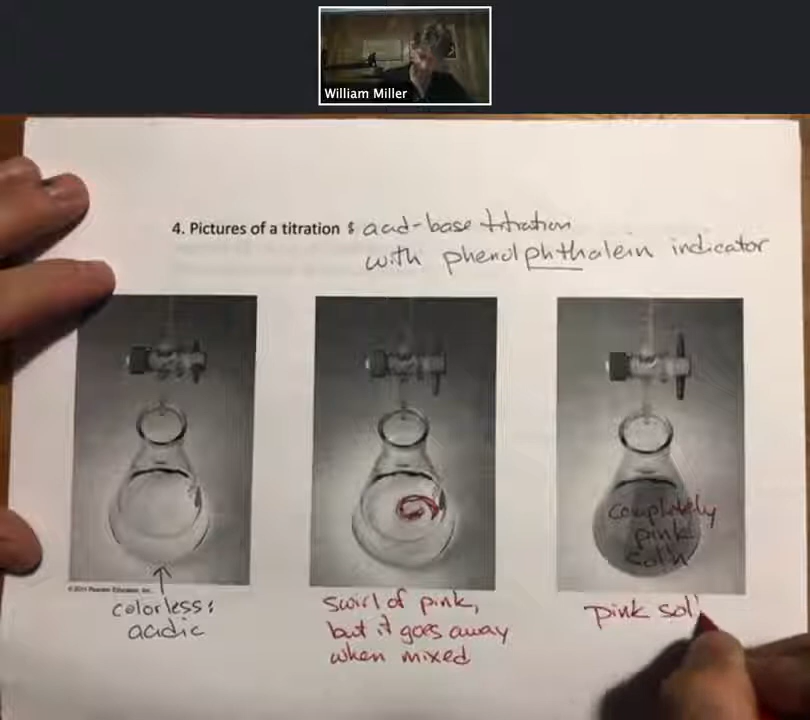 William Miller
4. Pictures of a titration : acid-base titration
with phenolphthalein indicator
completely
pink
sol'n
© 2011 Pearson Education, Inc.
colorless:
acidic
swirl of pink,
but it goes away
when mixed
pink sol'